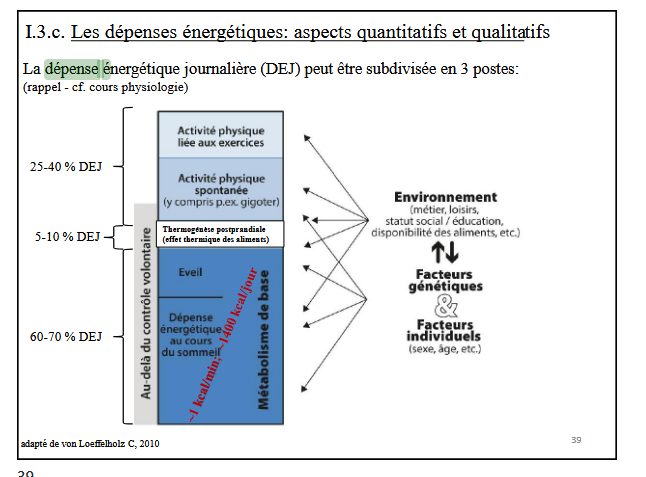 I.3.c. Les dépenses énergétiques: aspects quantitatifs et qualitatifs
La dépense énergétique journalière (DEJ) peut être subdivisée en 3 postes:
(rappel - cf. cours physiologie)
Activité physique
liée aux exercices
25-40 % DEJ
Activité physique
spontanée
(y compris p.ex. gigoter)
5-10 % DEJ
Thermogénèse postprandiale
(effet thermique des aliments)
60-70 % DEJ
Au-delà du contrôle volontaire
Eveil
Dépense
énergétique
au cours
du sommeil
~1 kcal/min; ~1400 kcal/jour
Métabolisme de base
Environnement
(métier, loisirs,
statut social / éducation,
disponibilité des aliments, etc.)
Facteurs
génétiques
&
Facteurs
individuels
(sexe, âge, etc.)
adapté de von Loeffelholz C, 2010
39
39